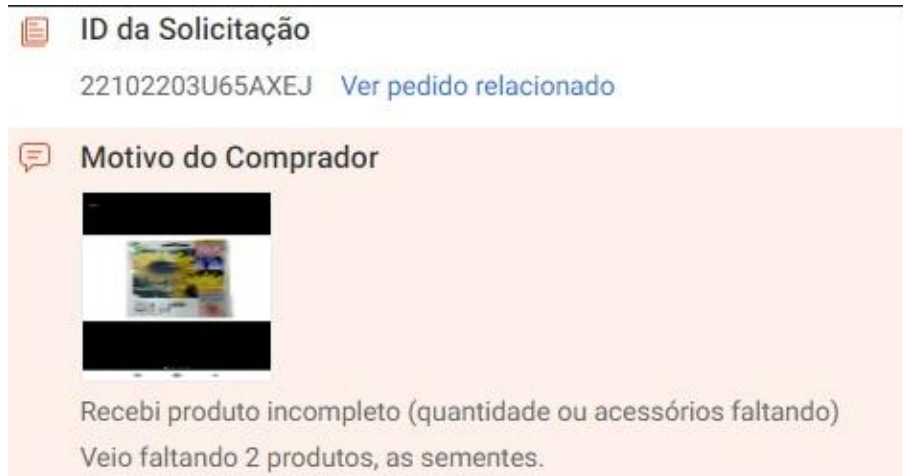 ID da Solicitação
22102203U65AXEJ Ver pedido relacionado
Motivo do Comprador
Recebi produto incompleto (quantidade ou acessórios faltando)
Veio faltando 2 produtos, as sementes.